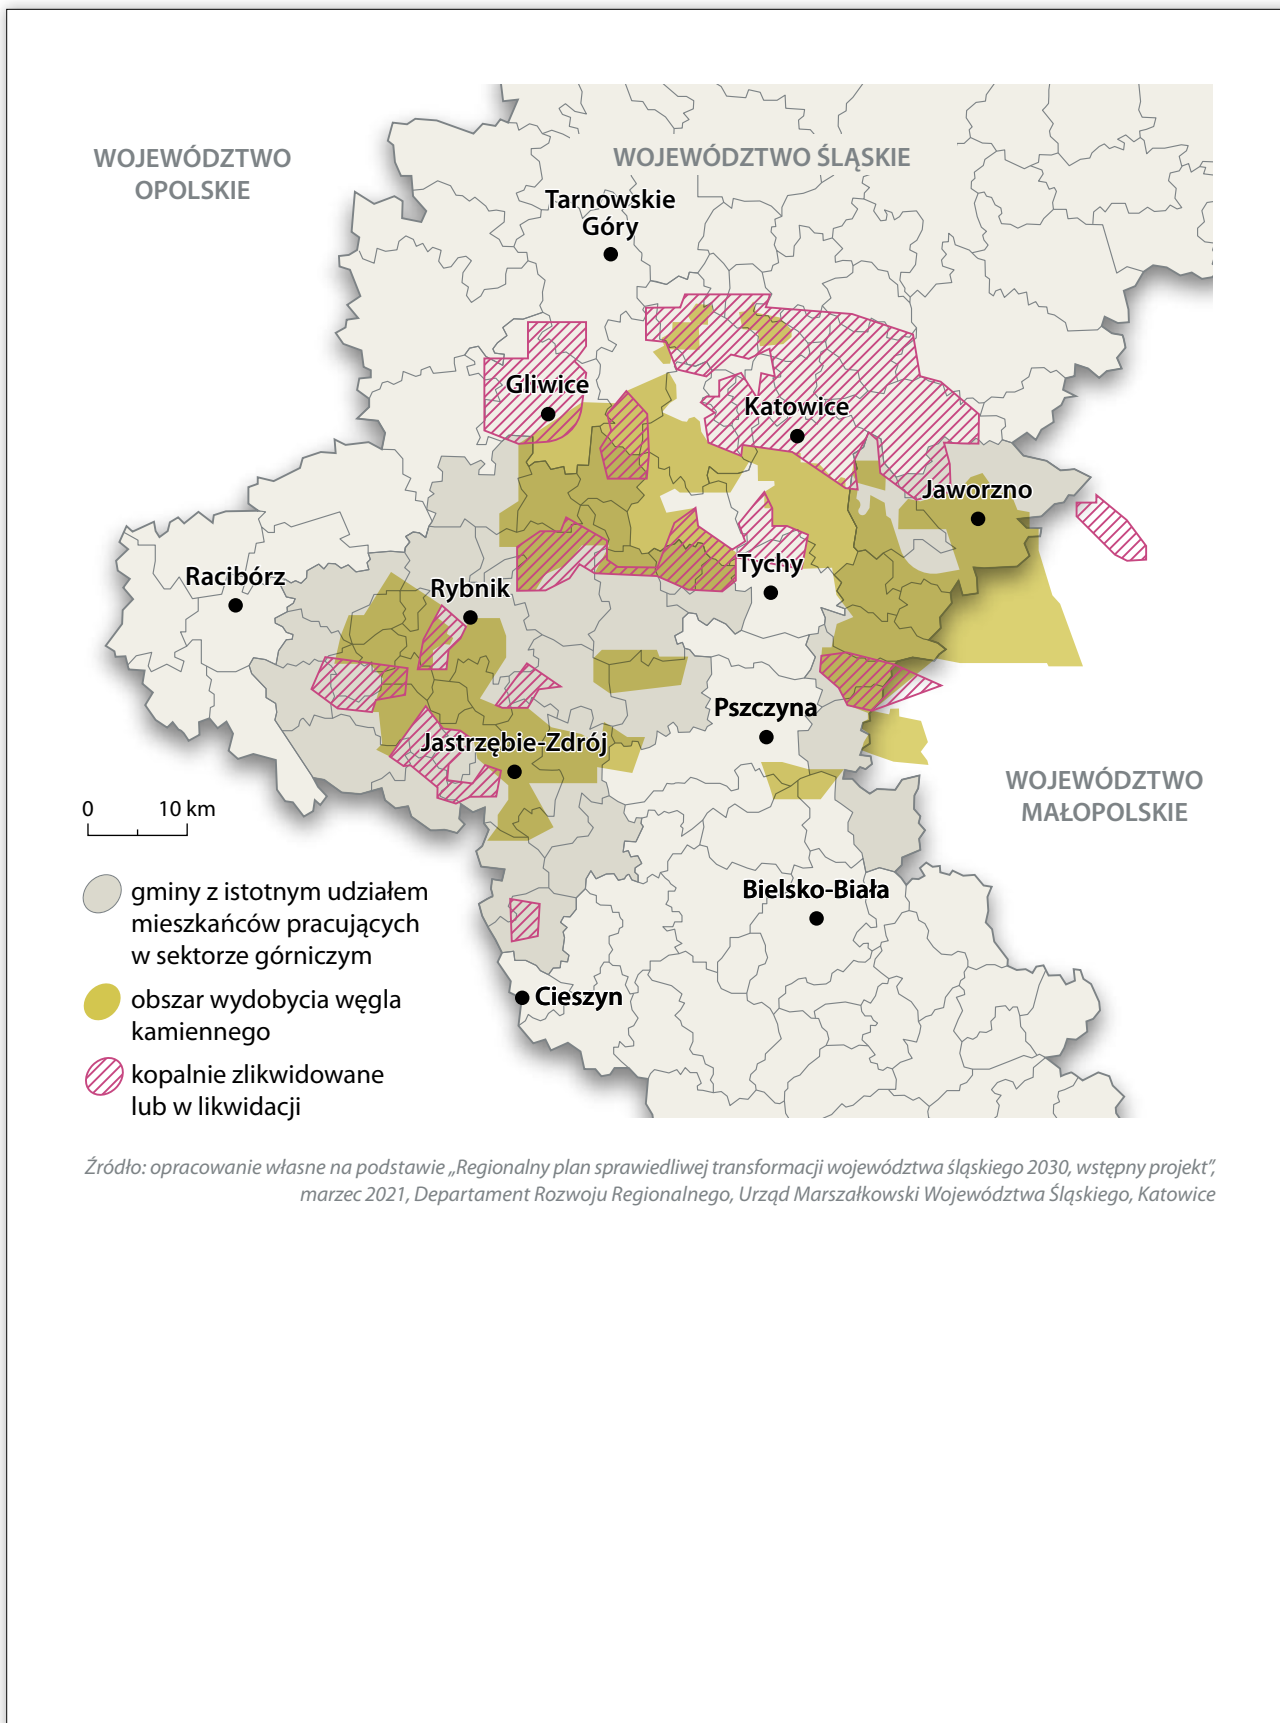 WOJEWÓDZTWO
OPOLSKIE
WOJEWÓDZTWO ŚLĄSKIE
Tarnowskie
Góry
Gliwice
Katowice
Jaworzno
Racibórz
Rybnik
Tychy
Pszczyna
Jastrzębie-Zdrój
WOJEWÓDZTWO
MAŁOPOLSKIE
0 10 km
Bielsko-Biała
Cieszyn
gminy z istotnym udziałem
mieszkańców pracujących
w sektorze górniczym
obszar wydobycia węgla
kamiennego
kopalnie zlikwidowane
lub w likwidacji
Źródło: opracowanie własne na podstawie „Regionalny plan sprawiedliwej transformacji województwa śląskiego 2030, wstępny projekt”,
marzec 2021, Departament Rozwoju Regionalnego, Urząd Marszałkowski Województwa Śląskiego, Katowice